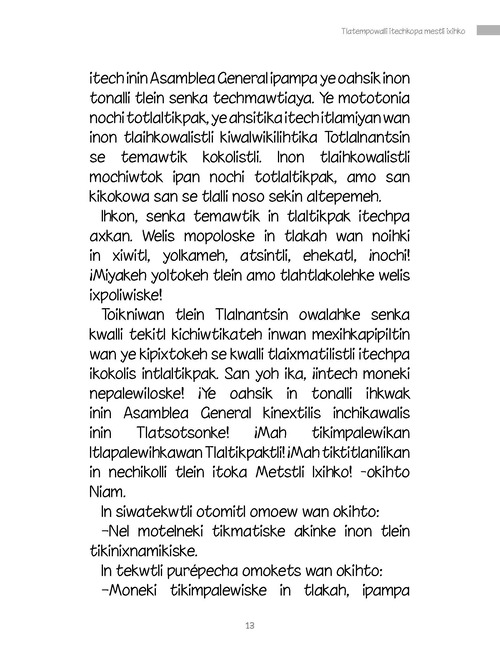 Tlatempowalli itechkopa mestli ixihko
itech inin Asamblea General ipampa ye oahsik inon
tonalli tlein senka techmawtiaya. Ye mototonia
nochi totlaltikpak, ye ahsitika itech itlamiyan wan
inon tlaihkowalistli kiwalwikilihtika Totlalnantsin
se temawtik kokolistli. Inon tlaihkowalistli
mochiwtok ipan nochi totlaltikpak, amo san
kikokowa san se tlalli noso sekin altepemeh.
Ihkon, senka temawtik in tlaltikpak itechpa
axkan. Welis mopoloske in tlakah wan noihki
in xiwitl, yolkameh, atsintli, ehekatl, ¡nochi!
¡Miyakeh yoltokeh tlein amo tlahtlakolehke welis
ixpoliwiske!
Toikniwan tlein Tlalnantsin owalahke senka
kwalli tekitl kichiwtikateh inwan mexihkapipiltin
wan ye kipixtokeh se kwalli tlaixmatilistli itechpa
ikokolis intlaltikpak. San yoh ika, ¡intech moneki
nepalewiloske! ¡Ye oahsik in tonalli ihkwak
inin Asamblea General kinextilis inchikawalis
inin Tlatsotsonke! ¡Mah tikimpalewikan
Itlapalewihkawan Tlaltikpaktli! ¡Mah tiktitlanilikan
in nechikolli tlein itoka Metstli Ixihko! -okihto
Niam.
In siwatekwtli otomitl omoew wan okihto:
–Nel motelneki tikmatiske akinke inon tlein
tikinixnamikiske.
In tekwtli purépecha omokets wan okihto:
–Moneki tikimpalewiske in tlakah, ipampa
13